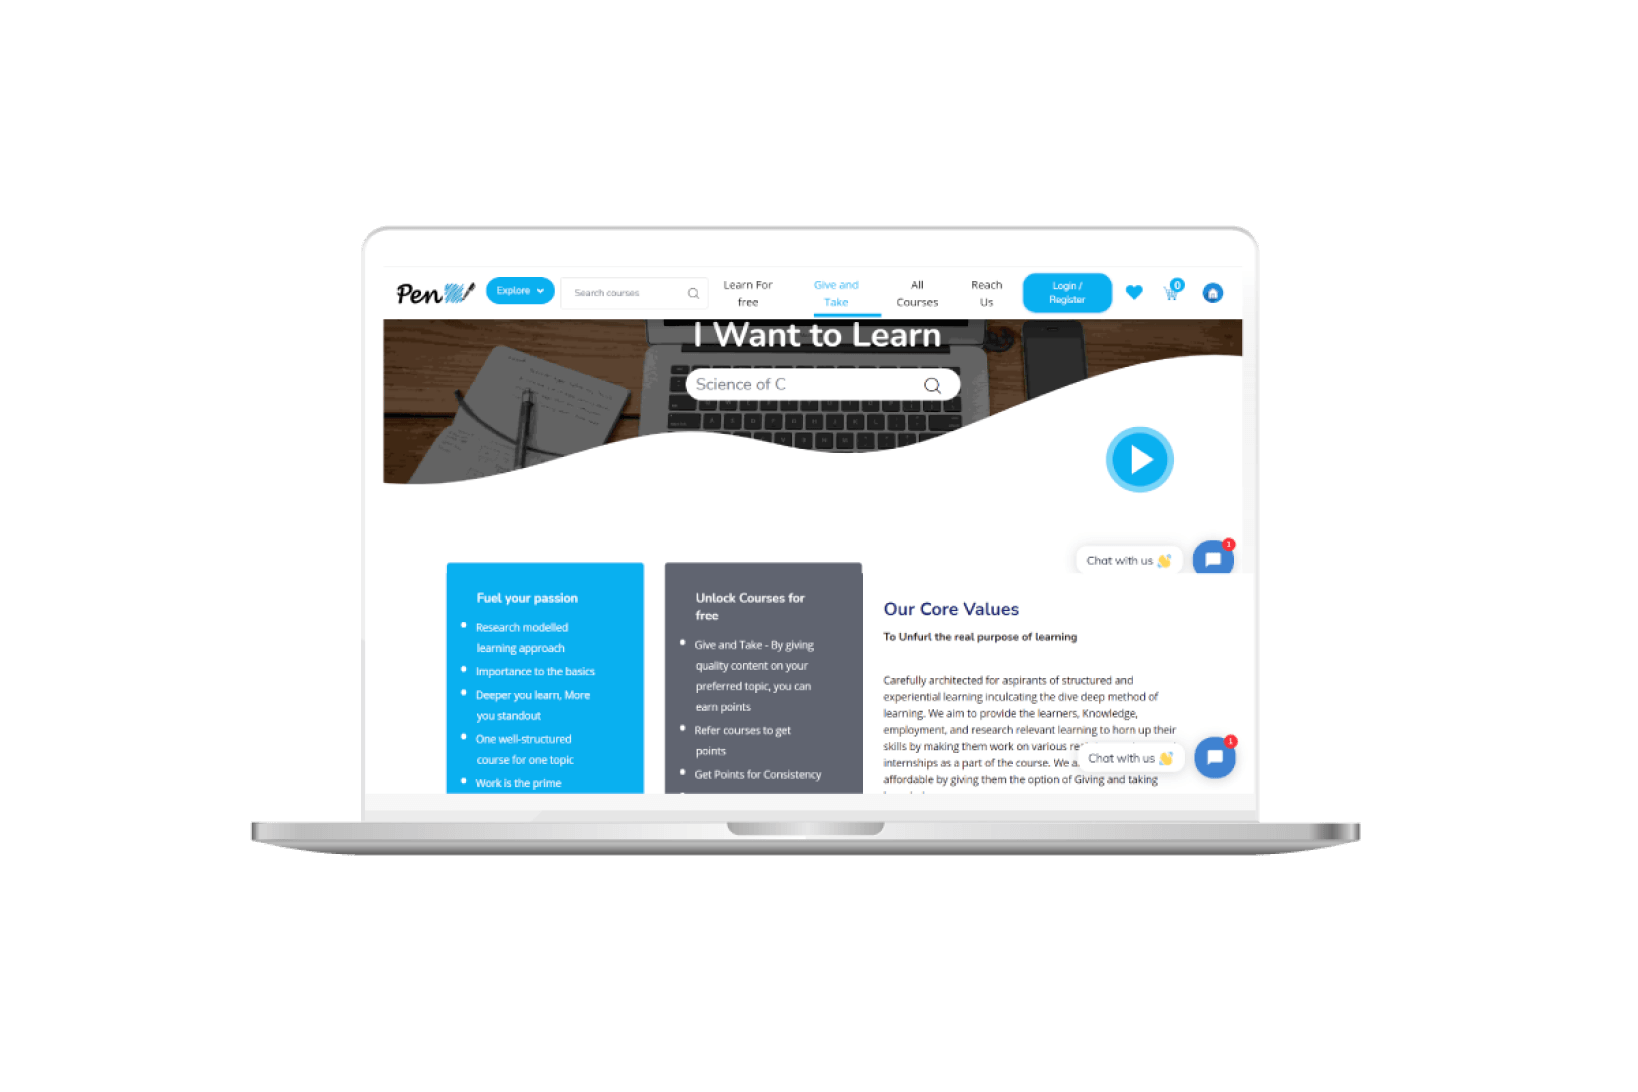 Pen
Explore
Search courses
Learn For
free
Give and
Take
All
Courses
Reach
Us
Login /
Register
0
I Want to Learn
Science of C
Chat with us
1
Fuel your passion
Research modelled
learning approach
Importance to the basics
Deeper you learn, More
you standout
One well-structured
course for one topic
Work is the prime
Unlock Courses for
free
Give and Take - By giving
quality content on your
preferred topic, you can
earn points
Refer courses to get
points
Get Points for Consistency
Our Core Values
To Unfurl the real purpose of learning
Carefully architected for aspirants of structured and
experiential learning inculcating the dive deep method of
learning. We aim to provide the learners, Knowledge,
employment, and research relevant learning to horn up their
skills by making them work on various
internships as a part of the course. We
affordable by giving them the option of Giving and taking
Chat with us
1